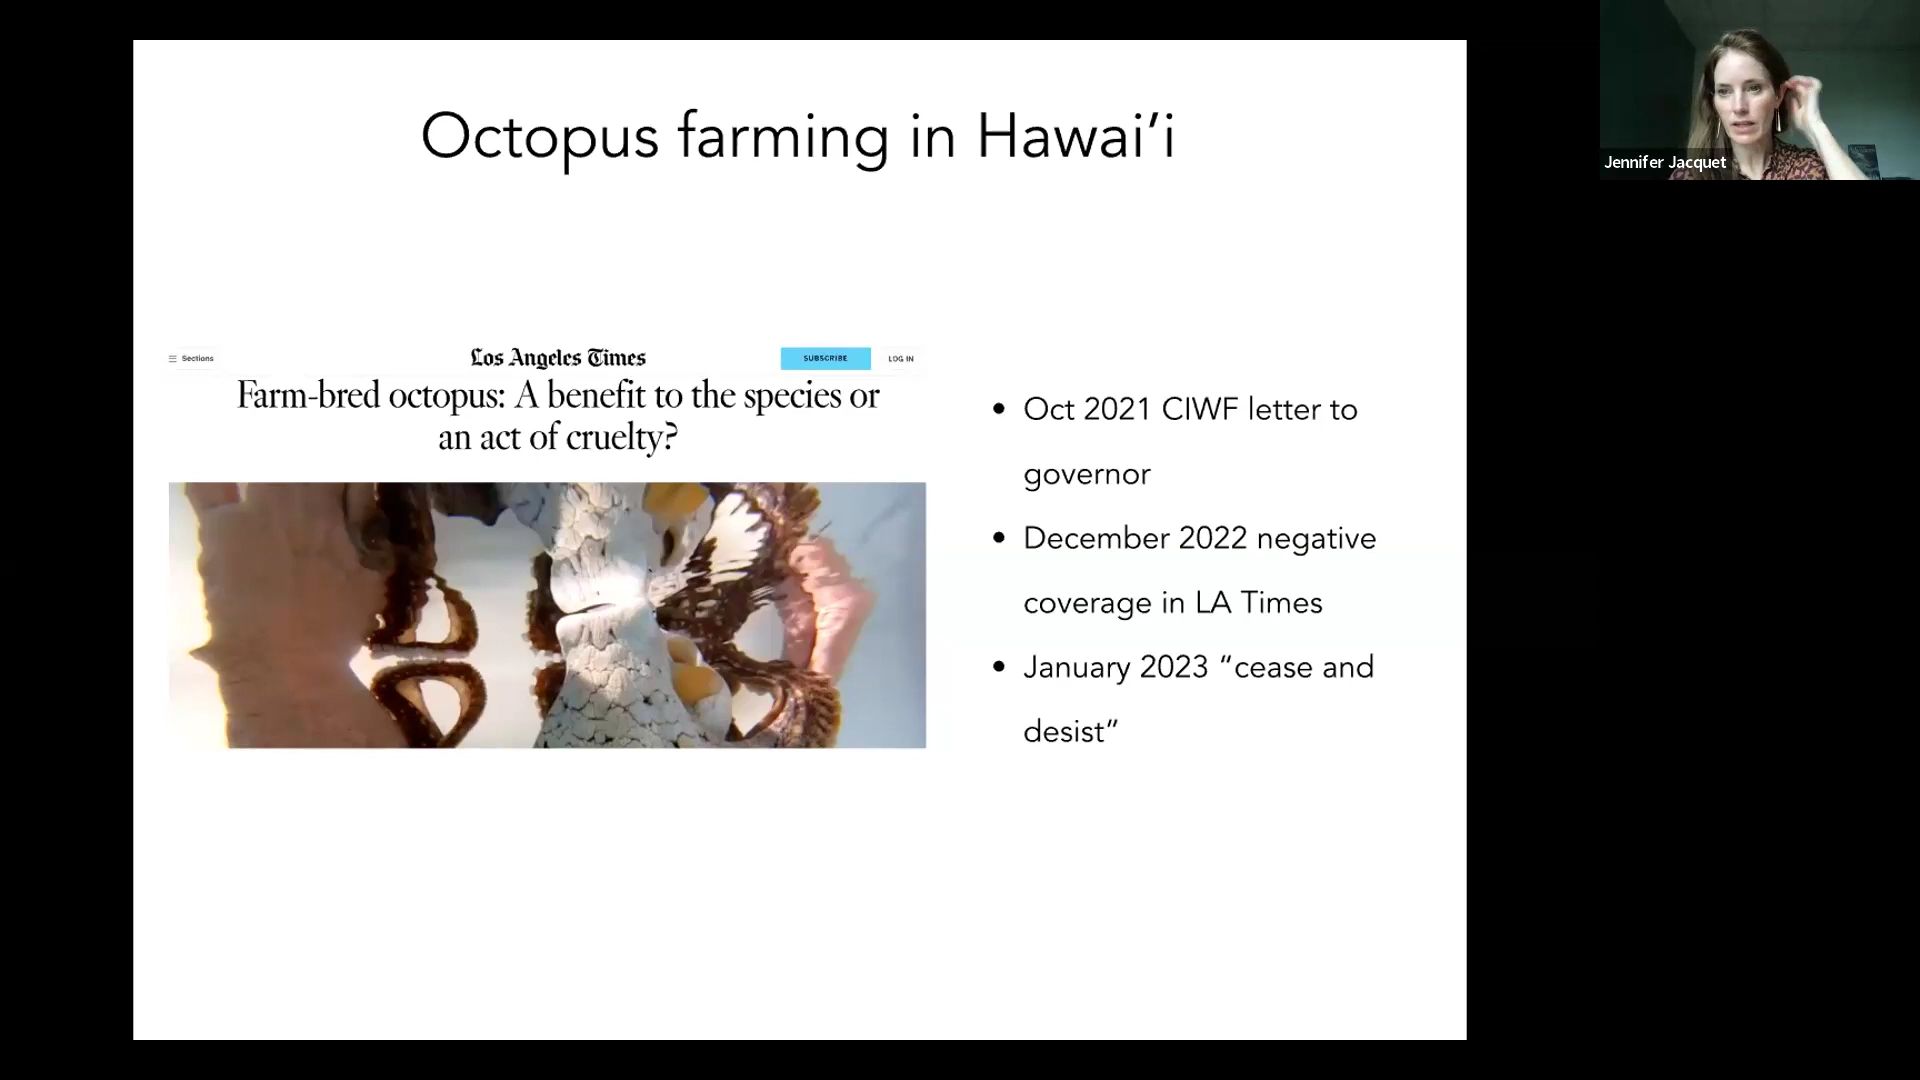 Octopus farming in Hawai’i
Sections
Los Angeles Times
SUBSCRIBE
LOG IN
Farm-bred octopus: A benefit to the species or
an act of cruelty?
• Oct 2021 CIWF letter to
governor
• December 2022 negative
coverage in LA Times
• January 2023 “cease and
desist”
Jennifer Jacquet